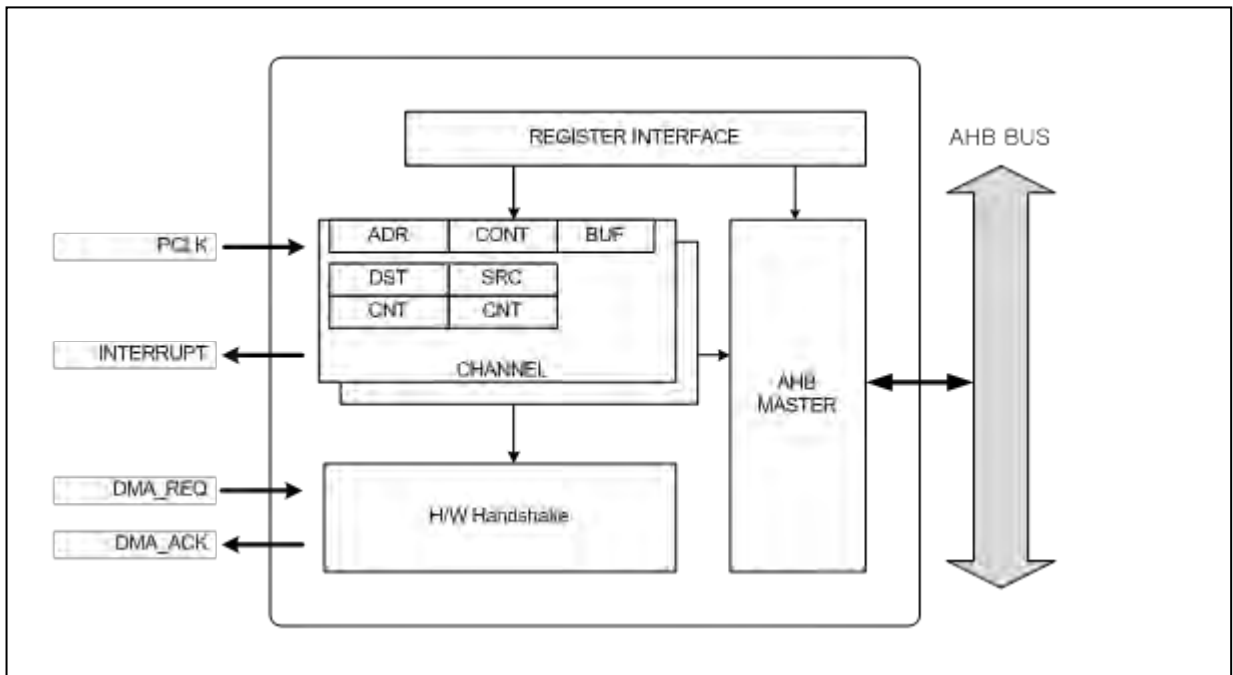 REGISTER INTERFACE
AHB BUS
PCLK
ADR CONT BUF
DST SRC
CNT CNT
INTERRUPT
CHANNEL
AHB
MASTER
DMA_REQ
H/W Handshake
DMA_ACK